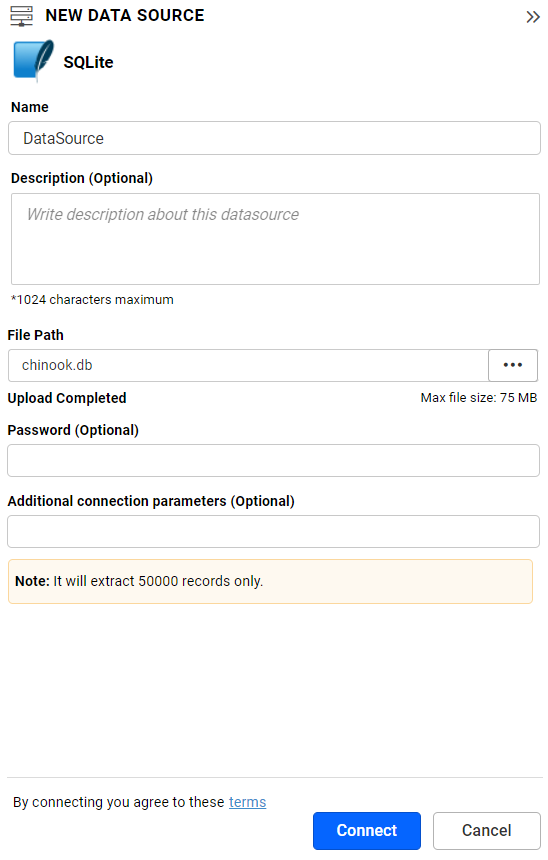 NEW DATA SOURCE
SQLite
Name
DataSource
Description (Optional)
Write description about this datasource
*1024 characters maximum
File Path
chinook.db
Upload Completed Max file size: 75 MB
Password (Optional)
Additional connection parameters (Optional)
Note: It will extract 50000 records only.
By connecting you agree to these terms
Connect Cancel